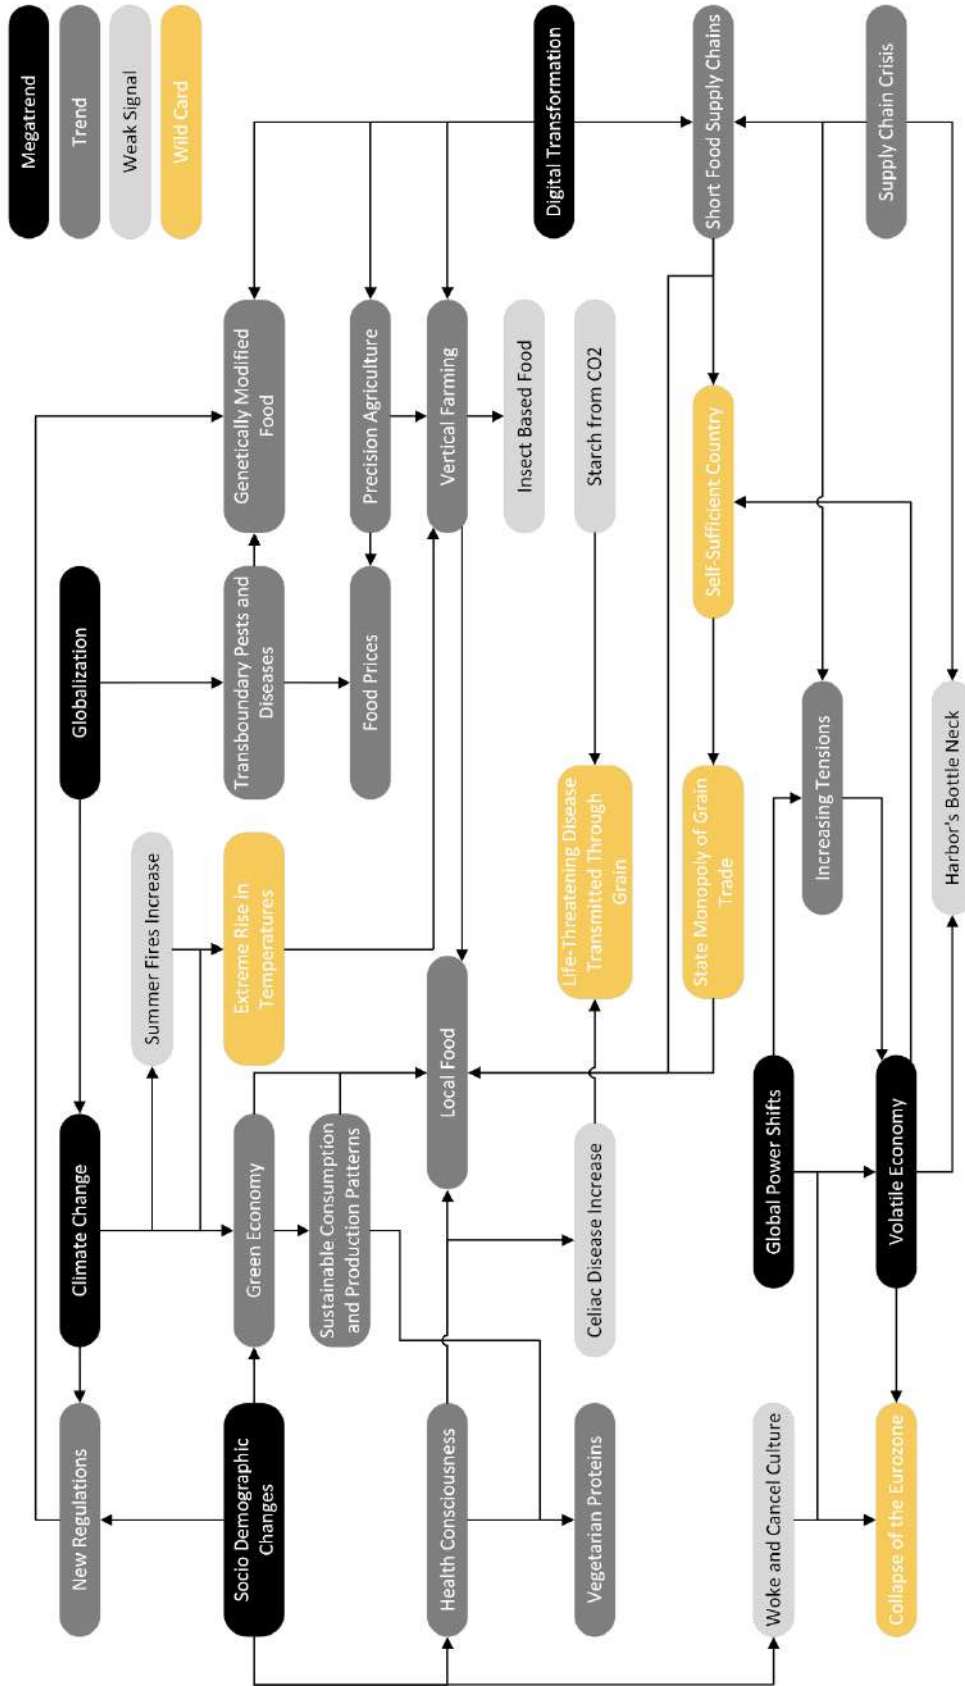 Megatrend
Trend
Weak Signal
Wild Card
New Regulations
Climate Change
Globalization
Summer Fires Increase
Socio Demographic
Changes
Green Economy
Extreme Rise in
Temperatures
Transboundary Pests and
Diseases
Genetically Modified
Food
Sustainable Consumption
and Production Patterns
Food Prices
Precision Agriculture
Health Consciousness
Local Food
Vertical Farming
Insect Based Food
Digital Transformation
Vegetarian Proteins
Celiac Disease Increase
Life-Threatening Disease
Transmitted Through
Grain
Starch from CO2
State Monopoly of Grain
Trade
Self-Sufficient Country
Short Food Supply Chains
Woke and Cancel Culture
Global Power Shifts
Increasing Tensions
Collapse of the Eurozone
Volatile Economy
Supply Chain Crisis
Harbor's Bottle Neck